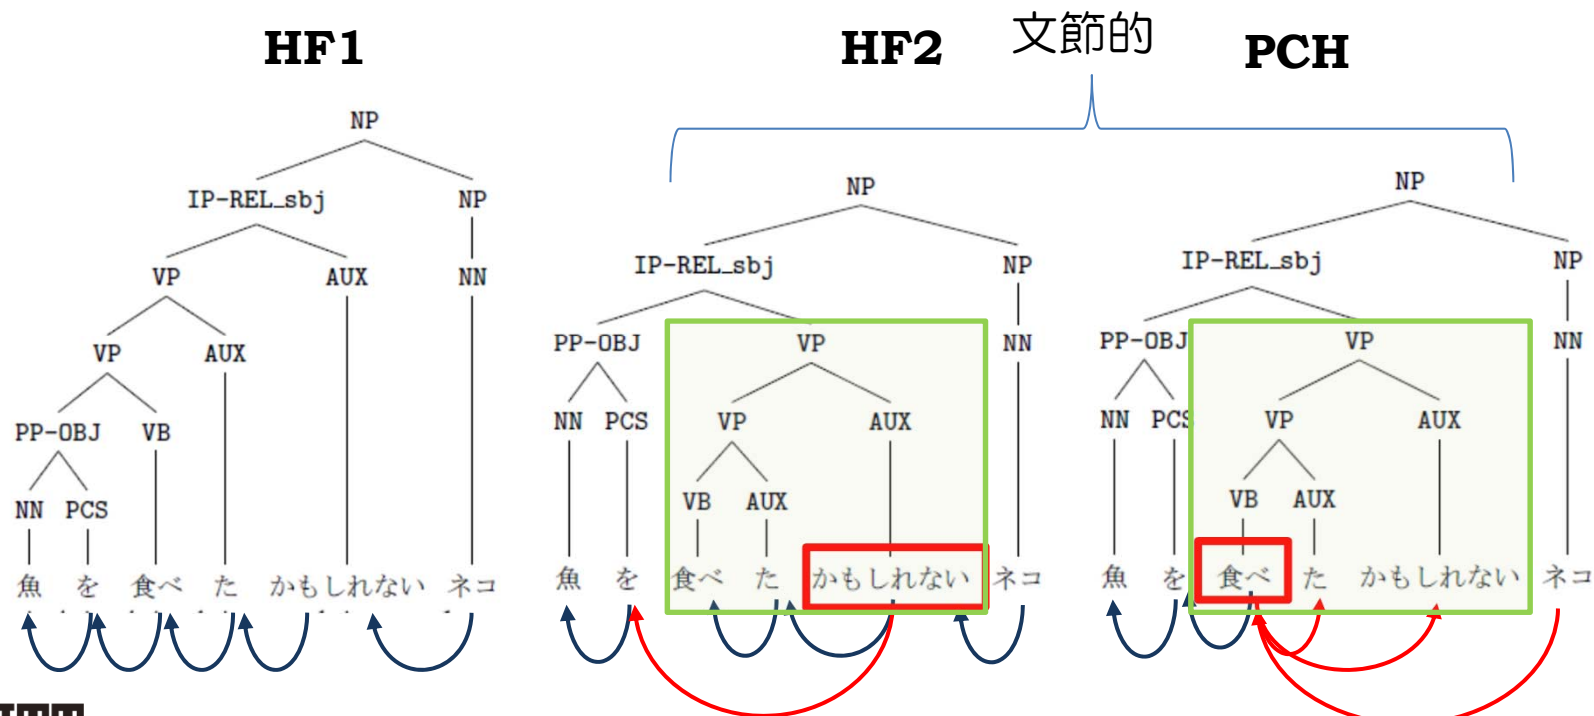 HF1 HF2 文節的 PCH
NP
IP-REL_sbj NP
VP AUX NN
VP AUX
PP-OBJ VB
NN PCS
魚 を 食べ た かもしれない ネコ
NP
IP-REL_sbj NP
PP-OBJ VP NN
NN PCS VP AUX
VB AUX
魚 を 食べ た かもしれない ネコ
NP
IP-REL_sbj NP
PP-OBJ VP NN
NN PCS VP AUX
VB AUX
魚 を 食べ た かもしれない ネコ